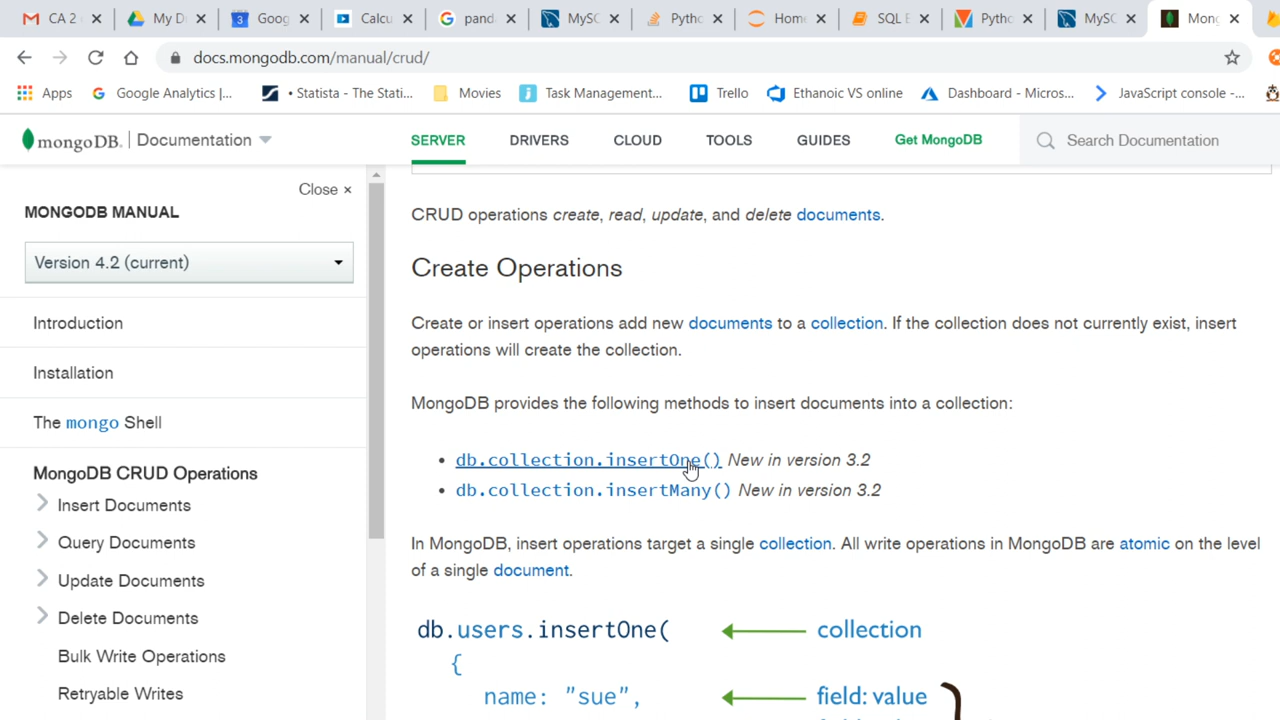 CA 2 My D Goog Calcu pand MySC Pytho Home SQL E Pytho MySC Mong
docs.mongodb.com/manual/crud/
Apps Google Analytics |... • Statista - The Stati... Movies Task Management... Trello Ethanoic VS online Dashboard - Micros... JavaScript console -...
mongoDB. Documentation SERVER DRIVERS CLOUD TOOLS GUIDES Get MongoDB Search Documentation
Close ×
MONGODB MANUAL
Version 4.2 (current)
Introduction
Installation
The mongo Shell
MongoDB CRUD Operations
Insert Documents
Query Documents
Update Documents
Delete Documents
Bulk Write Operations
Retryable Writes
CRUD operations create, read, update, and delete documents.
Create Operations
Create or insert operations add new documents to a collection. If the collection does not currently exist, insert
operations will create the collection.
MongoDB provides the following methods to insert documents into a collection:
• db.collection.insertOne() New in version 3.2
• db.collection.insertMany() New in version 3.2
In MongoDB, insert operations target a single collection. All write operations in MongoDB are atomic on the level
of a single document.
db.users.insertOne( collection
{
name: "sue", field: value